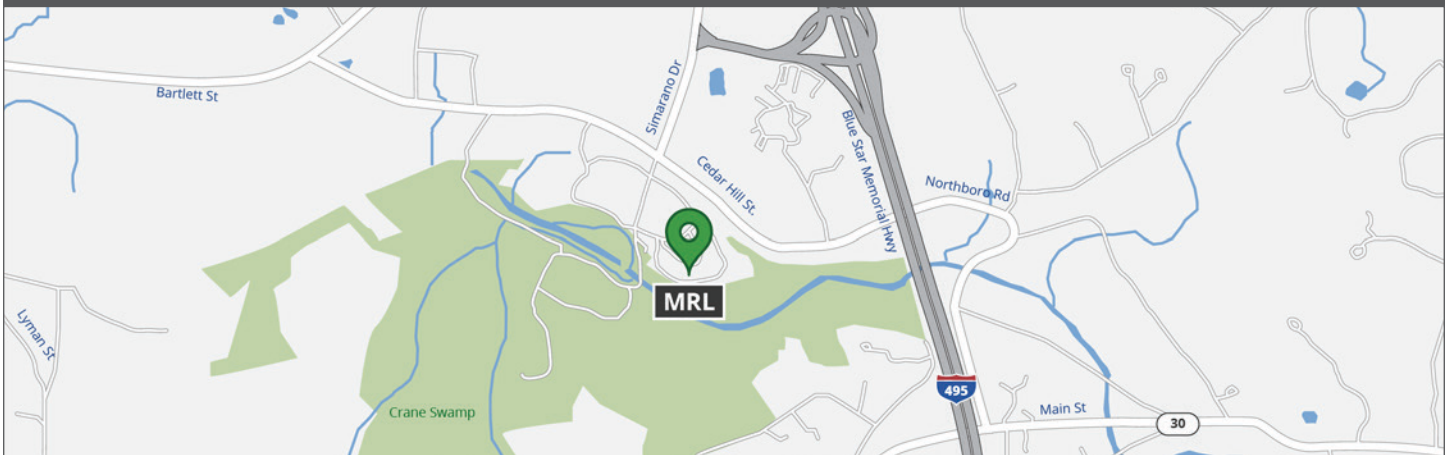 Bartlett St
Simarano Dr
Cedar Hill St.
Blue Star Memorial Hwy
Northboro Rd
MRL
Lyman St
Crane Swamp
495
Main St
30